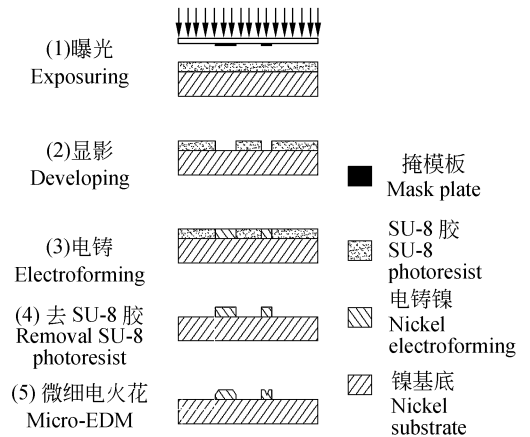 (1)曝光
Exposuring
(2)显影
Developing
(3)电铸
Electroforming
(4) 去 SU-8 胶
Removal SU-8
photoresist
(5) 微细电火花
Micro-EDM
掩模板
Mask plate
SU-8 胶
SU-8
photoresist
电铸镍
Nickel
electroforming
镍基底
Nickel
substrate